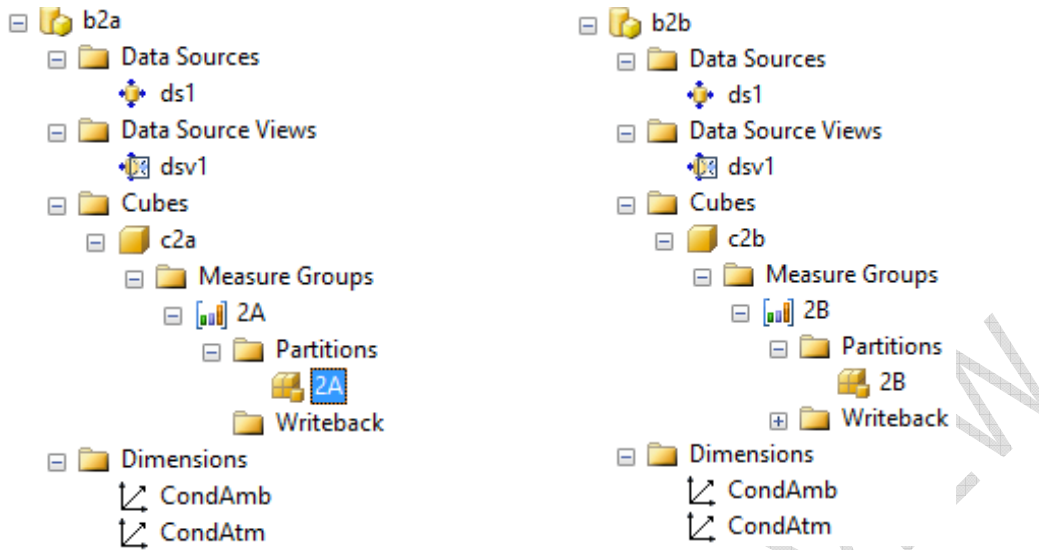 b2a
Data Sources
ds1
Data Source Views
dsv1
Cubes
c2a
Measure Groups
2A
Partitions
2A
Writeback
Dimensions
CondAmb
CondAtm
b2b
Data Sources
ds1
Data Source Views
dsv1
Cubes
c2b
Measure Groups
2B
Partitions
2B
Writeback
Dimensions
CondAmb
CondAtm